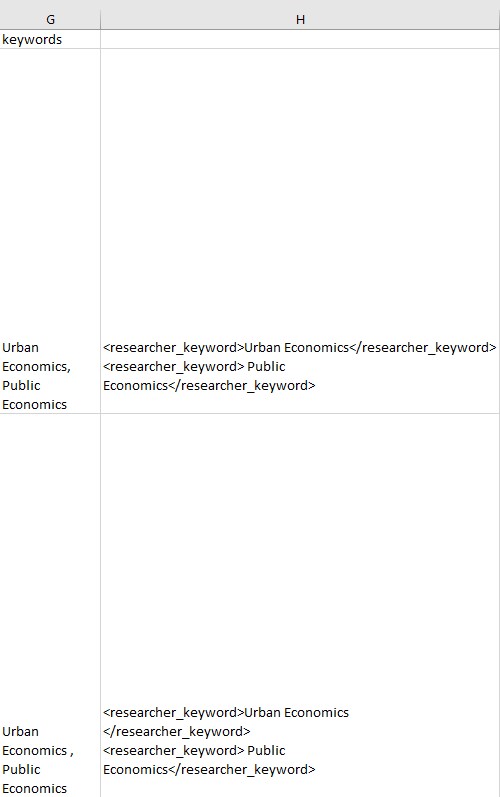 G H
keywords
Urban
Economics,
Public
Economics
<researcher_keyword>Urban Economics</researcher_keyword>
<researcher_keyword> Public
Economics</researcher_keyword>
Urban
Economics ,
Public
Economics
<researcher_keyword>Urban Economics
</researcher_keyword>
<researcher_keyword> Public
Economics</researcher_keyword>